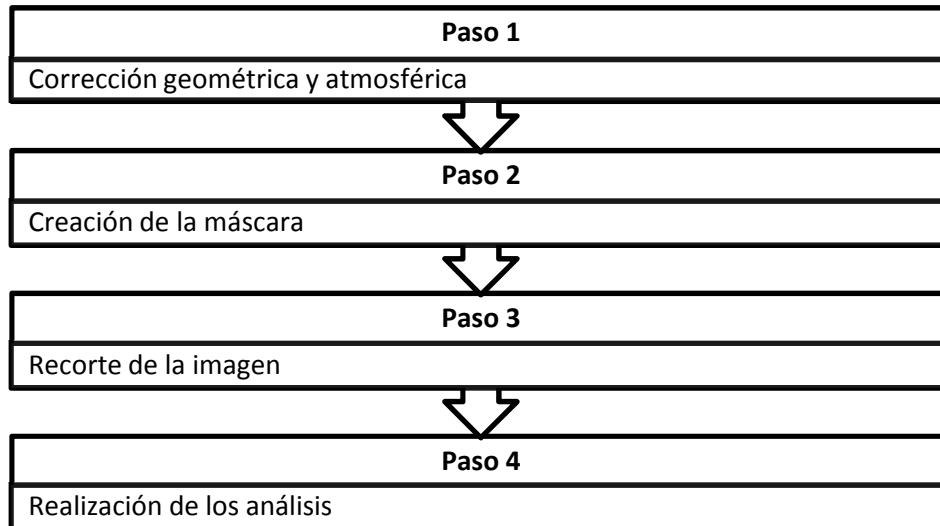 Paso 1
Corrección geométrica y atmosférica
Paso 2
Creación de la máscara
Paso 3
Recorte de la imagen
Paso 4
Realización de los análisis